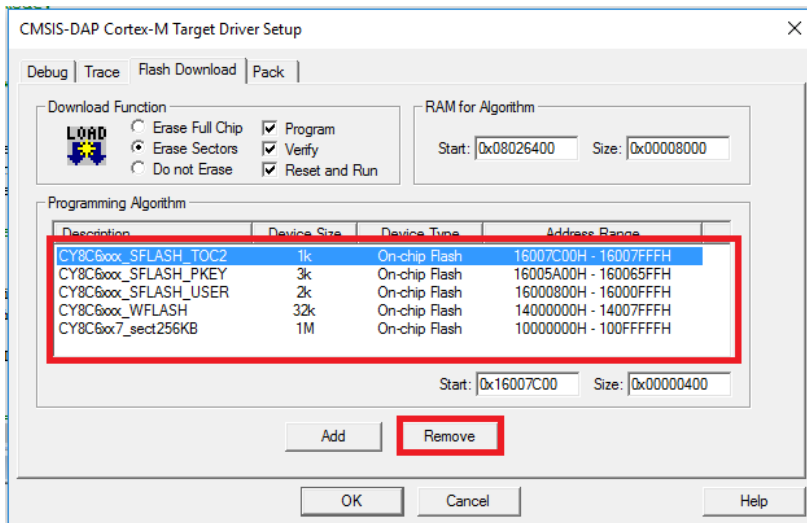 CMSIS-DAP Cortex-M Target Driver Setup
Debug Trace Flash Download Pack
Download Function
LOAD
Erase Full Chip Program
Erase Sectors Verify
Do not Erase Reset and Run
RAM for Algorithm
Start: 0x08026400 Size: 0x00008000
Programming Algorithm
Description Device Size Device Type Address Range
CY8C6xxx_SFLASH_TOC2 1k On-chip Flash 16007C00H - 16007FFFH
CY8C6xxx_SFLASH_PKEY 3k On-chip Flash 16005A00H - 160065FFH
CY8C6xxx_SFLASH_USER 2k On-chip Flash 16000800H - 16000FFFH
CY8C6xxx_WFLASH 32k On-chip Flash 14000000H - 14007FFFH
CY8C6xx7_sect256KB 1M On-chip Flash 10000000H - 100FFFFFH
Start: 0x16007C00 Size: 0x00000400
Add Remove
OK Cancel Help